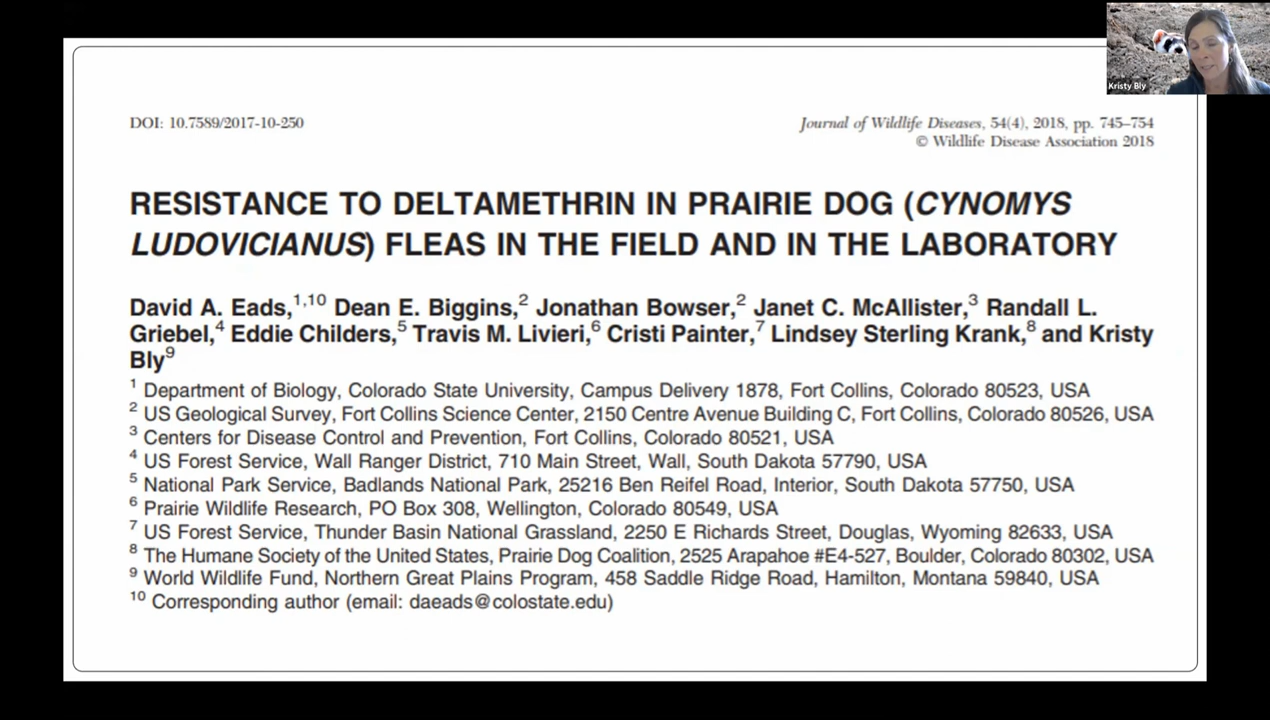 Kristy Bly
DOI: 10.7589/2017-10-250
Journal of Wildlife Diseases, 54(4), 2018, pp. 745–754
© Wildlife Disease Association 2018
RESISTANCE TO DELTAMETHRIN IN PRAIRIE DOG (CYNOMYS
LUDOVICIANUS) FLEAS IN THE FIELD AND IN THE LABORATORY
David A. Eads,1,10 Dean E. Biggins,2 Jonathan Bowser,2 Janet C. McAllister,3 Randall L.
Griebel,4 Eddie Childers,5 Travis M. Livieri,6 Cristi Painter,7 Lindsey Sterling Krank,8 and Kristy
Bly9
1 Department of Biology, Colorado State University, Campus Delivery 1878, Fort Collins, Colorado 80523, USA
2 US Geological Survey, Fort Collins Science Center, 2150 Centre Avenue Building C, Fort Collins, Colorado 80526, USA
3 Centers for Disease Control and Prevention, Fort Collins, Colorado 80521, USA
4 US Forest Service, Wall Ranger District, 710 Main Street, Wall, South Dakota 57790, USA
5 National Park Service, Badlands National Park, 25216 Ben Reifel Road, Interior, South Dakota 57750, USA
6 Prairie Wildlife Research, PO Box 308, Wellington, Colorado 80549, USA
7 US Forest Service, Thunder Basin National Grassland, 2250 E Richards Street, Douglas, Wyoming 82633, USA
8 The Humane Society of the United States, Prairie Dog Coalition, 2525 Arapahoe #E4-527, Boulder, Colorado 80302, USA
9 World Wildlife Fund, Northern Great Plains Program, 458 Saddle Ridge Road, Hamilton, Montana 59840, USA
10 Corresponding author (email: daeads@colostate.edu)